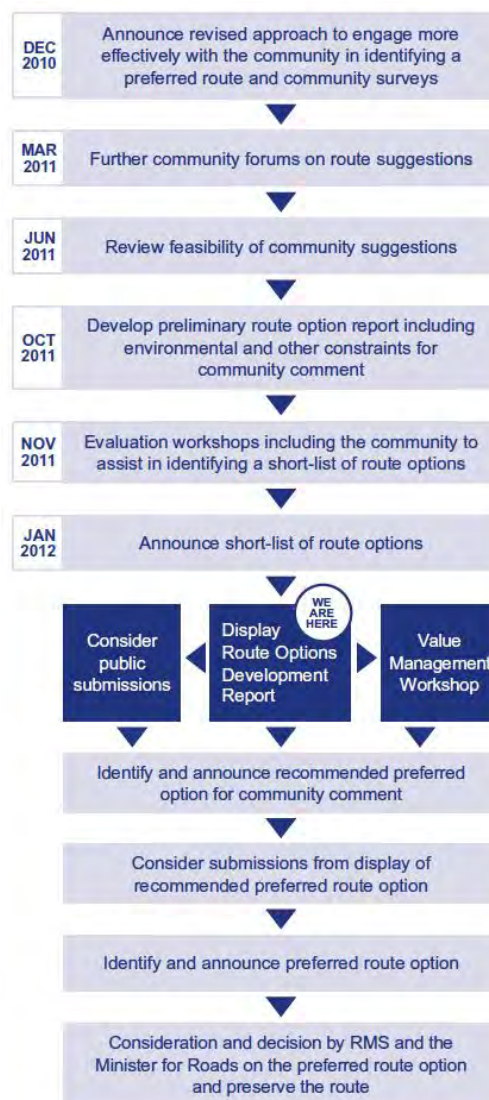 DEC
2010
Announce revised approach to engage more
effectively with the community in identifying a
preferred route and community surveys
MAR
2011
Further community forums on route suggestions
JUN
2011
Review feasibility of community suggestions
OCT
2011
Develop preliminary route option report including
environmental and other constraints for
community comment
NOV
2011
Evaluation workshops including the community to
assist in identifying a short-list of route options
JAN
2012
Announce short-list of route options
WE
ARE
HERE
Consider
public
submissions
Display
Route Options
Development
Report
Value
Management
Workshop
Identify and announce recommended preferred
option for community comment
Consider submissions from display of
recommended preferred route option
Identify and announce preferred route option
Consideration and decision by RMS and the
Minister for Roads on the preferred route option
and preserve the route